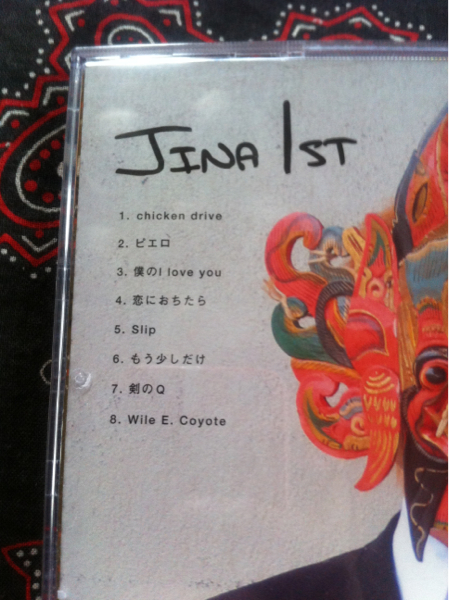 JINA 1ST
1. chicken drive
2. ピエロ
3. 僕のI love you
4. 恋におちたら
5. Slip
6. もう少しだけ
7. 剣のQ
8. Wile E. Coyote